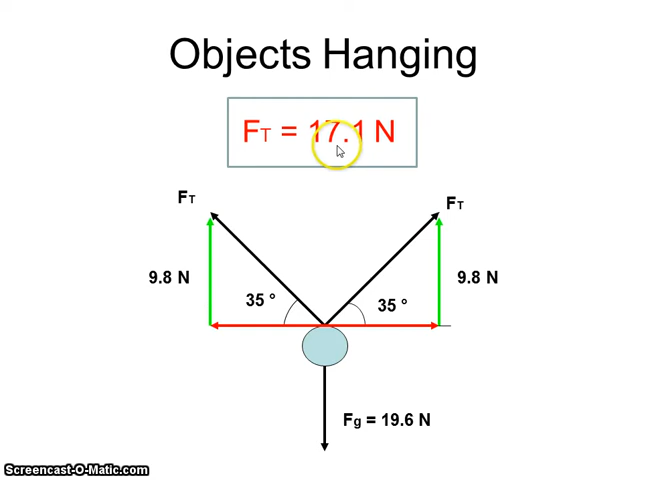 Objects Hanging
FT = 17.1 N
FT
FT
9.8 N
9.8 N
35 °
35 °
Fg = 19.6 N
Screencast-O-Matic.com